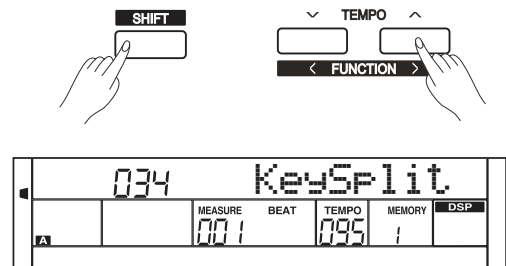 SHIFT
TEMPO
< FUNCTION >
034 KeySplit
MEASURE BEAT TEMPO MEMORY DSP
A 001 095 1